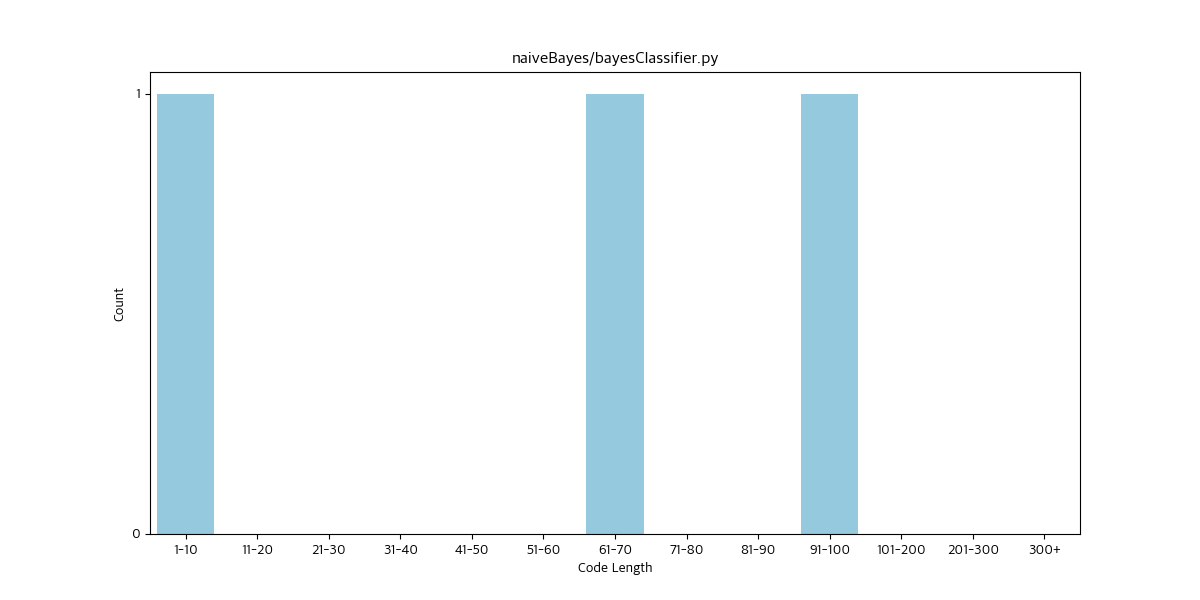 naiveBayes/bayesClassifier.py
1
Count
0
1-10 11-20 21-30 31-40 41-50 51-60 61-70 71-80 81-90 91-100 101-200 201-300 300+
Code Length